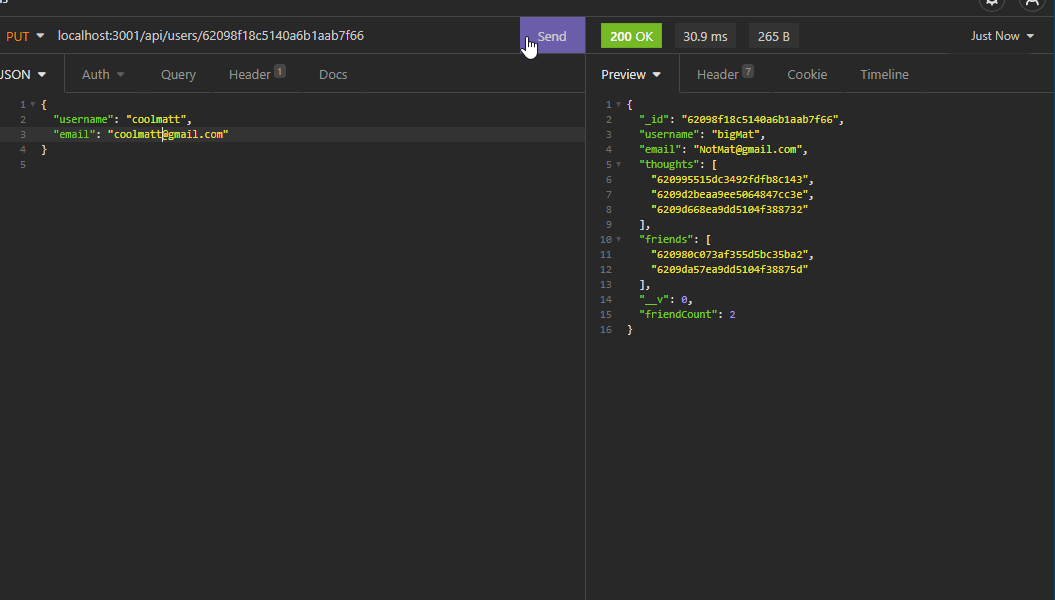 PUT localhost:3001/api/users/62098f18c5140a6b1aab7f66 Send 200 OK 30.9 ms 265 B Just Now
JSON Auth Query Header 1 Docs Preview Header 7 Cookie Timeline
1 {
2 "username": "coolmatt",
3 "email": "coolmatt@gmail.com"
4 }
5
1 {
2 "_id": "62098f18c5140a6b1aab7f66",
3 "username": "bigMat",
4 "email": "NotMat@gmail.com",
5 "thoughts": [
6 "620995515dc3492fdfb8c143",
7 "6209d2beaa9ee5064847cc3e",
8 "6209d668ea9dd5104f388732"
9 ],
10 "friends": [
11 "620980c073af355d5bc35ba2",
12 "6209da57ea9dd5104f38875d"
13 ],
14 "__v": 0,
15 "friendCount": 2
16 }